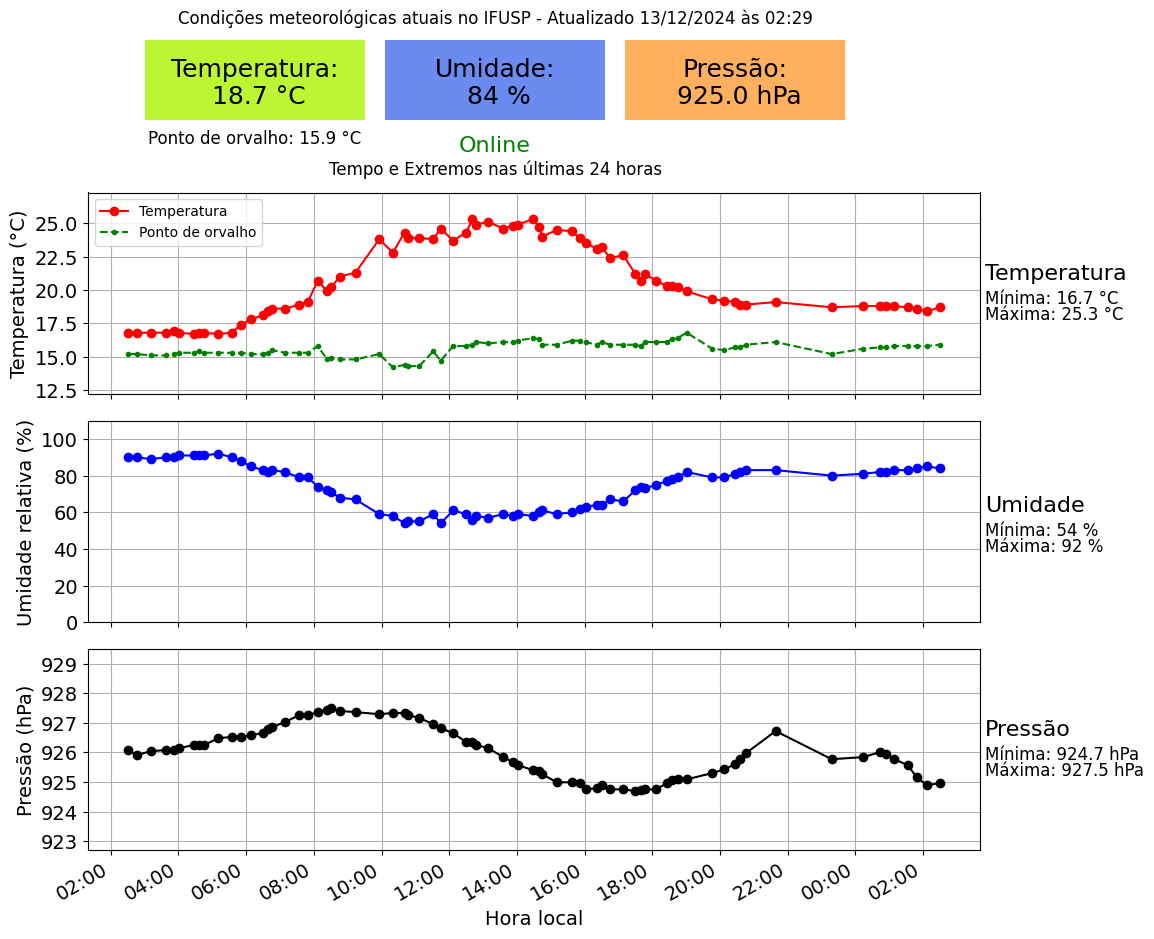 Condições meteorológicas atuais no IFUSP - Atualizado 13/12/2024 às 02:29
Temperatura:
18.7 °C
Umidade:
84 %
Pressão:
925.0 hPa
Ponto de orvalho: 15.9 °C
Online
Tempo e Extremos nas últimas 24 horas
Temperatura (°C)
25.0
22.5
20.0
17.5
15.0
12.5
Temperatura
Ponto de orvalho
Temperatura
Mínima: 16.7 °C
Máxima: 25.3 °C
Umidade relativa (%)
100
80
60
40
20
0
Umidade
Mínima: 54 %
Máxima: 92 %
Pressão (hPa)
929
928
927
926
925
924
923
Pressão
Mínima: 924.7 hPa
Máxima: 927.5 hPa
02:00 04:00 06:00 08:00 10:00 12:00 14:00 16:00 18:00 20:00 22:00 00:00 02:00
Hora local